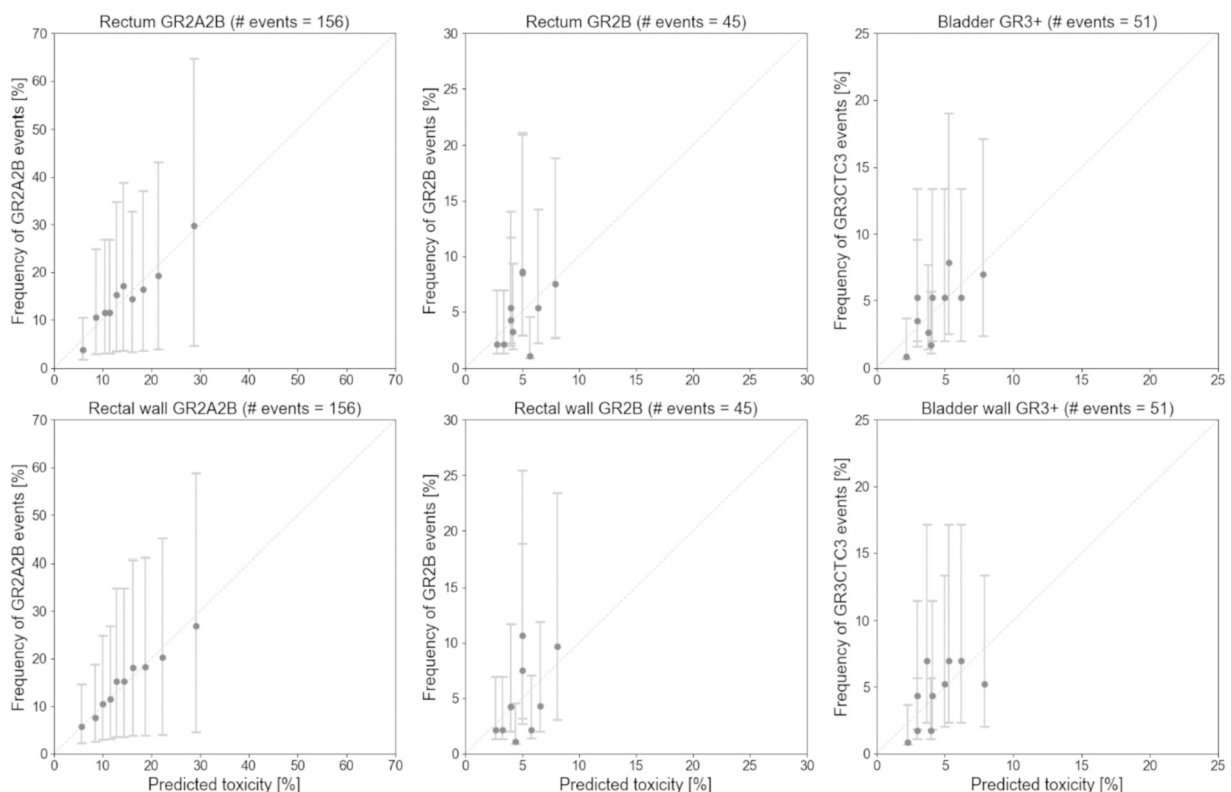 Rectum GR2A2B (# events = 156)
Frequency of GR2A2B events [%]
70
60
50
40
30
20
10
0
0 10 20 30 40 50 60 70
Rectum GR2B (# events = 45)
Frequency of GR2B events [%]
30
25
20
15
10
5
0
0 5 10 15 20 25 30
Bladder GR3+ (# events = 51)
Frequency of GR3CTC3 events [%]
25
20
15
10
5
0
0 5 10 15 20 25
Rectal wall GR2A2B (# events = 156)
Frequency of GR2A2B events [%]
70
60
50
40
30
20
10
0
0 10 20 30 40 50 60 70
Predicted toxicity [%]
Rectal wall GR2B (# events = 45)
Frequency of GR2B events [%]
30
25
20
15
10
5
0
0 5 10 15 20 25 30
Predicted toxicity [%]
Bladder wall GR3+ (# events = 51)
Frequency of GR3CTC3 events [%]
25
20
15
10
5
0
0 5 10 15 20 25
Predicted toxicity [%]